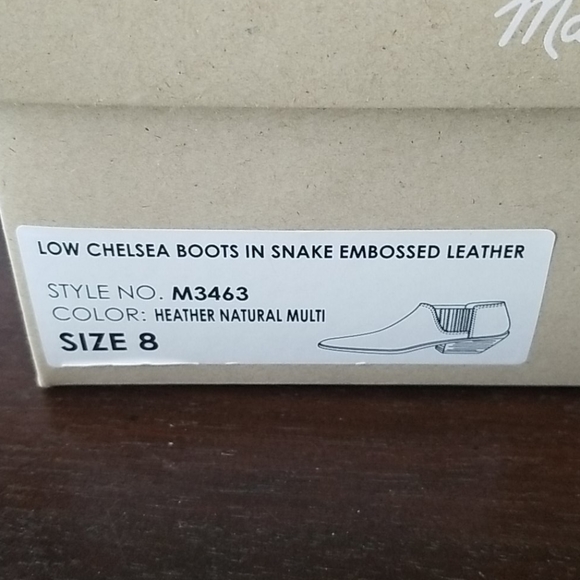 LOW CHELSEA BOOTS IN SNAKE EMBOSSED LEATHER
STYLE NO. M3463
COLOR: HEATHER NATURAL MULTI
SIZE 8